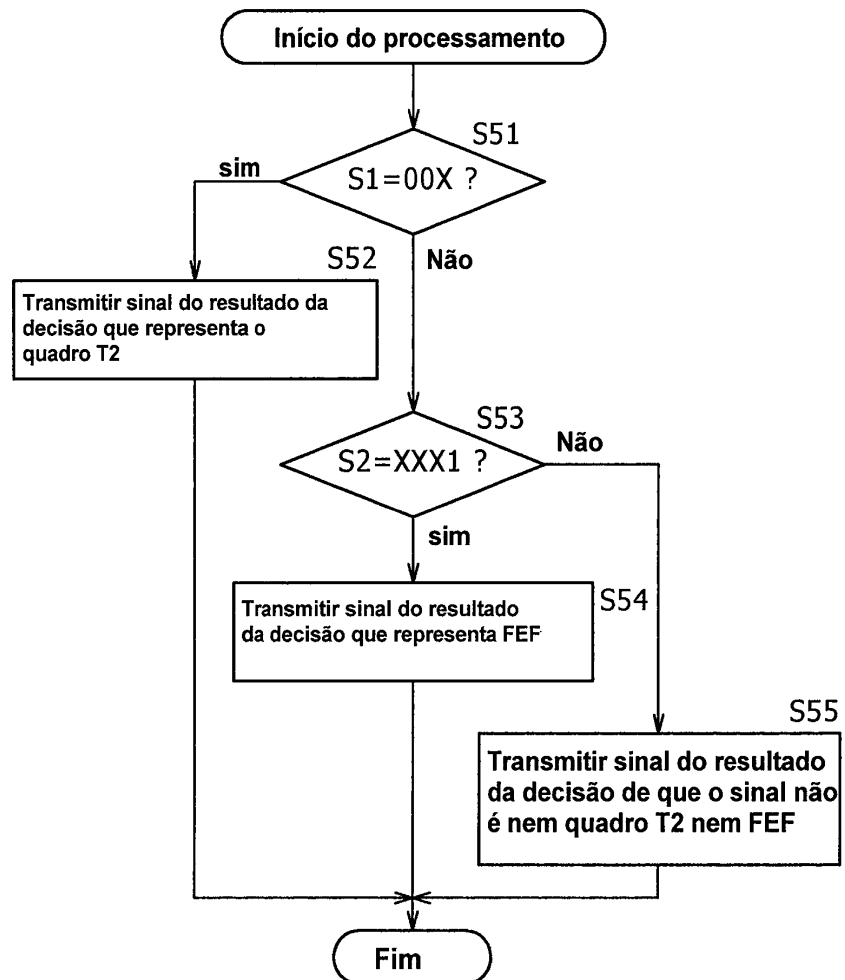 Início do processamento
S51
sim
S1=00X ?
S52
Não
Transmitir sinal do resultado da
decisão que representa o
quadro T2
S53
Não
S2=XXX1 ?
sim
Transmitir sinal do resultado
da decisão que representa FEF
S54
S55
Transmitir sinal do resultado
da decisão de que o sinal não
é nem quadro T2 nem FEF
Fim